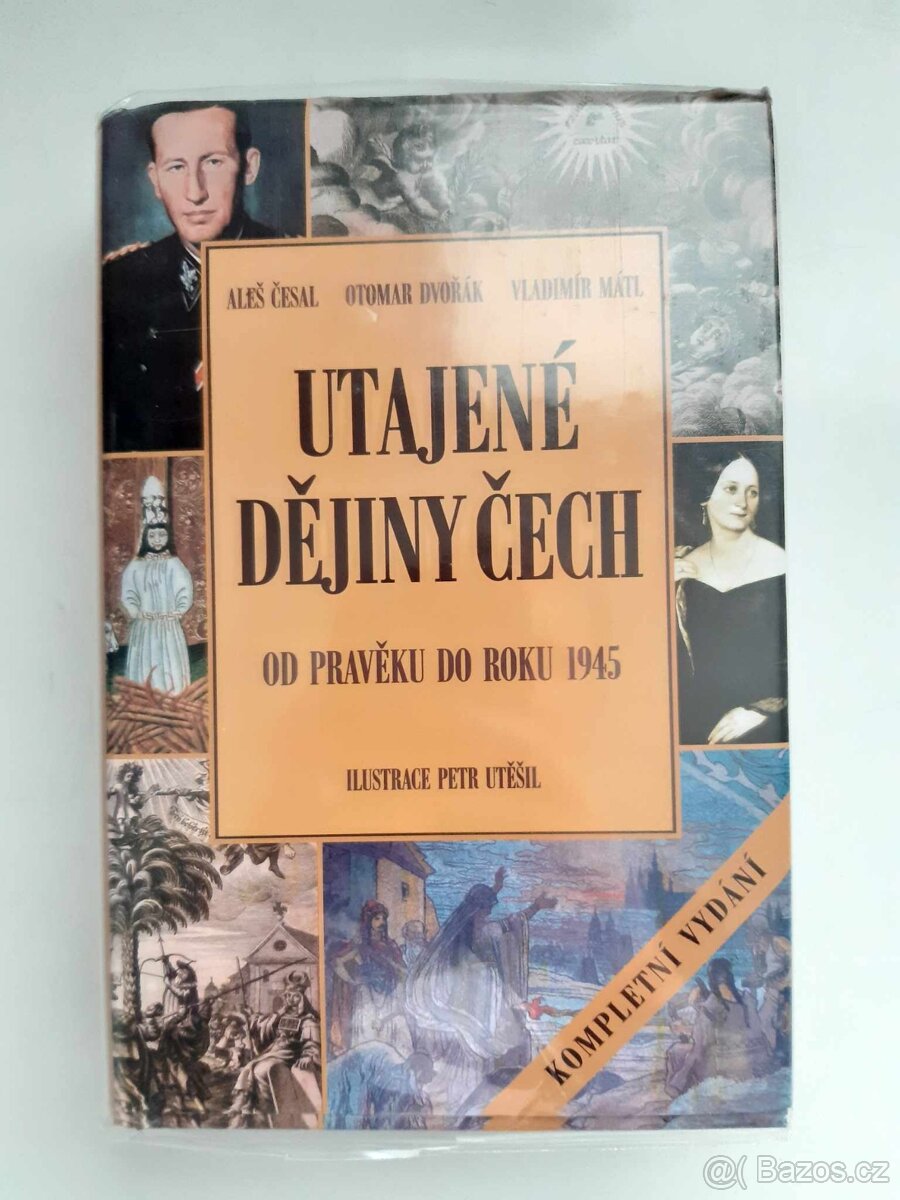 ALEŠ ČESAL OTOMAR DVOŘÁK VLADIMÍR MÁTL
UTAJENÉ
DĚJINY ČECH
OD PRAVĚKU DO ROKU 1945
ILUSTRACE PETR UTĚŠIL
KOMPLETNÍ VYDÁNÍ
@( Bazos.cz